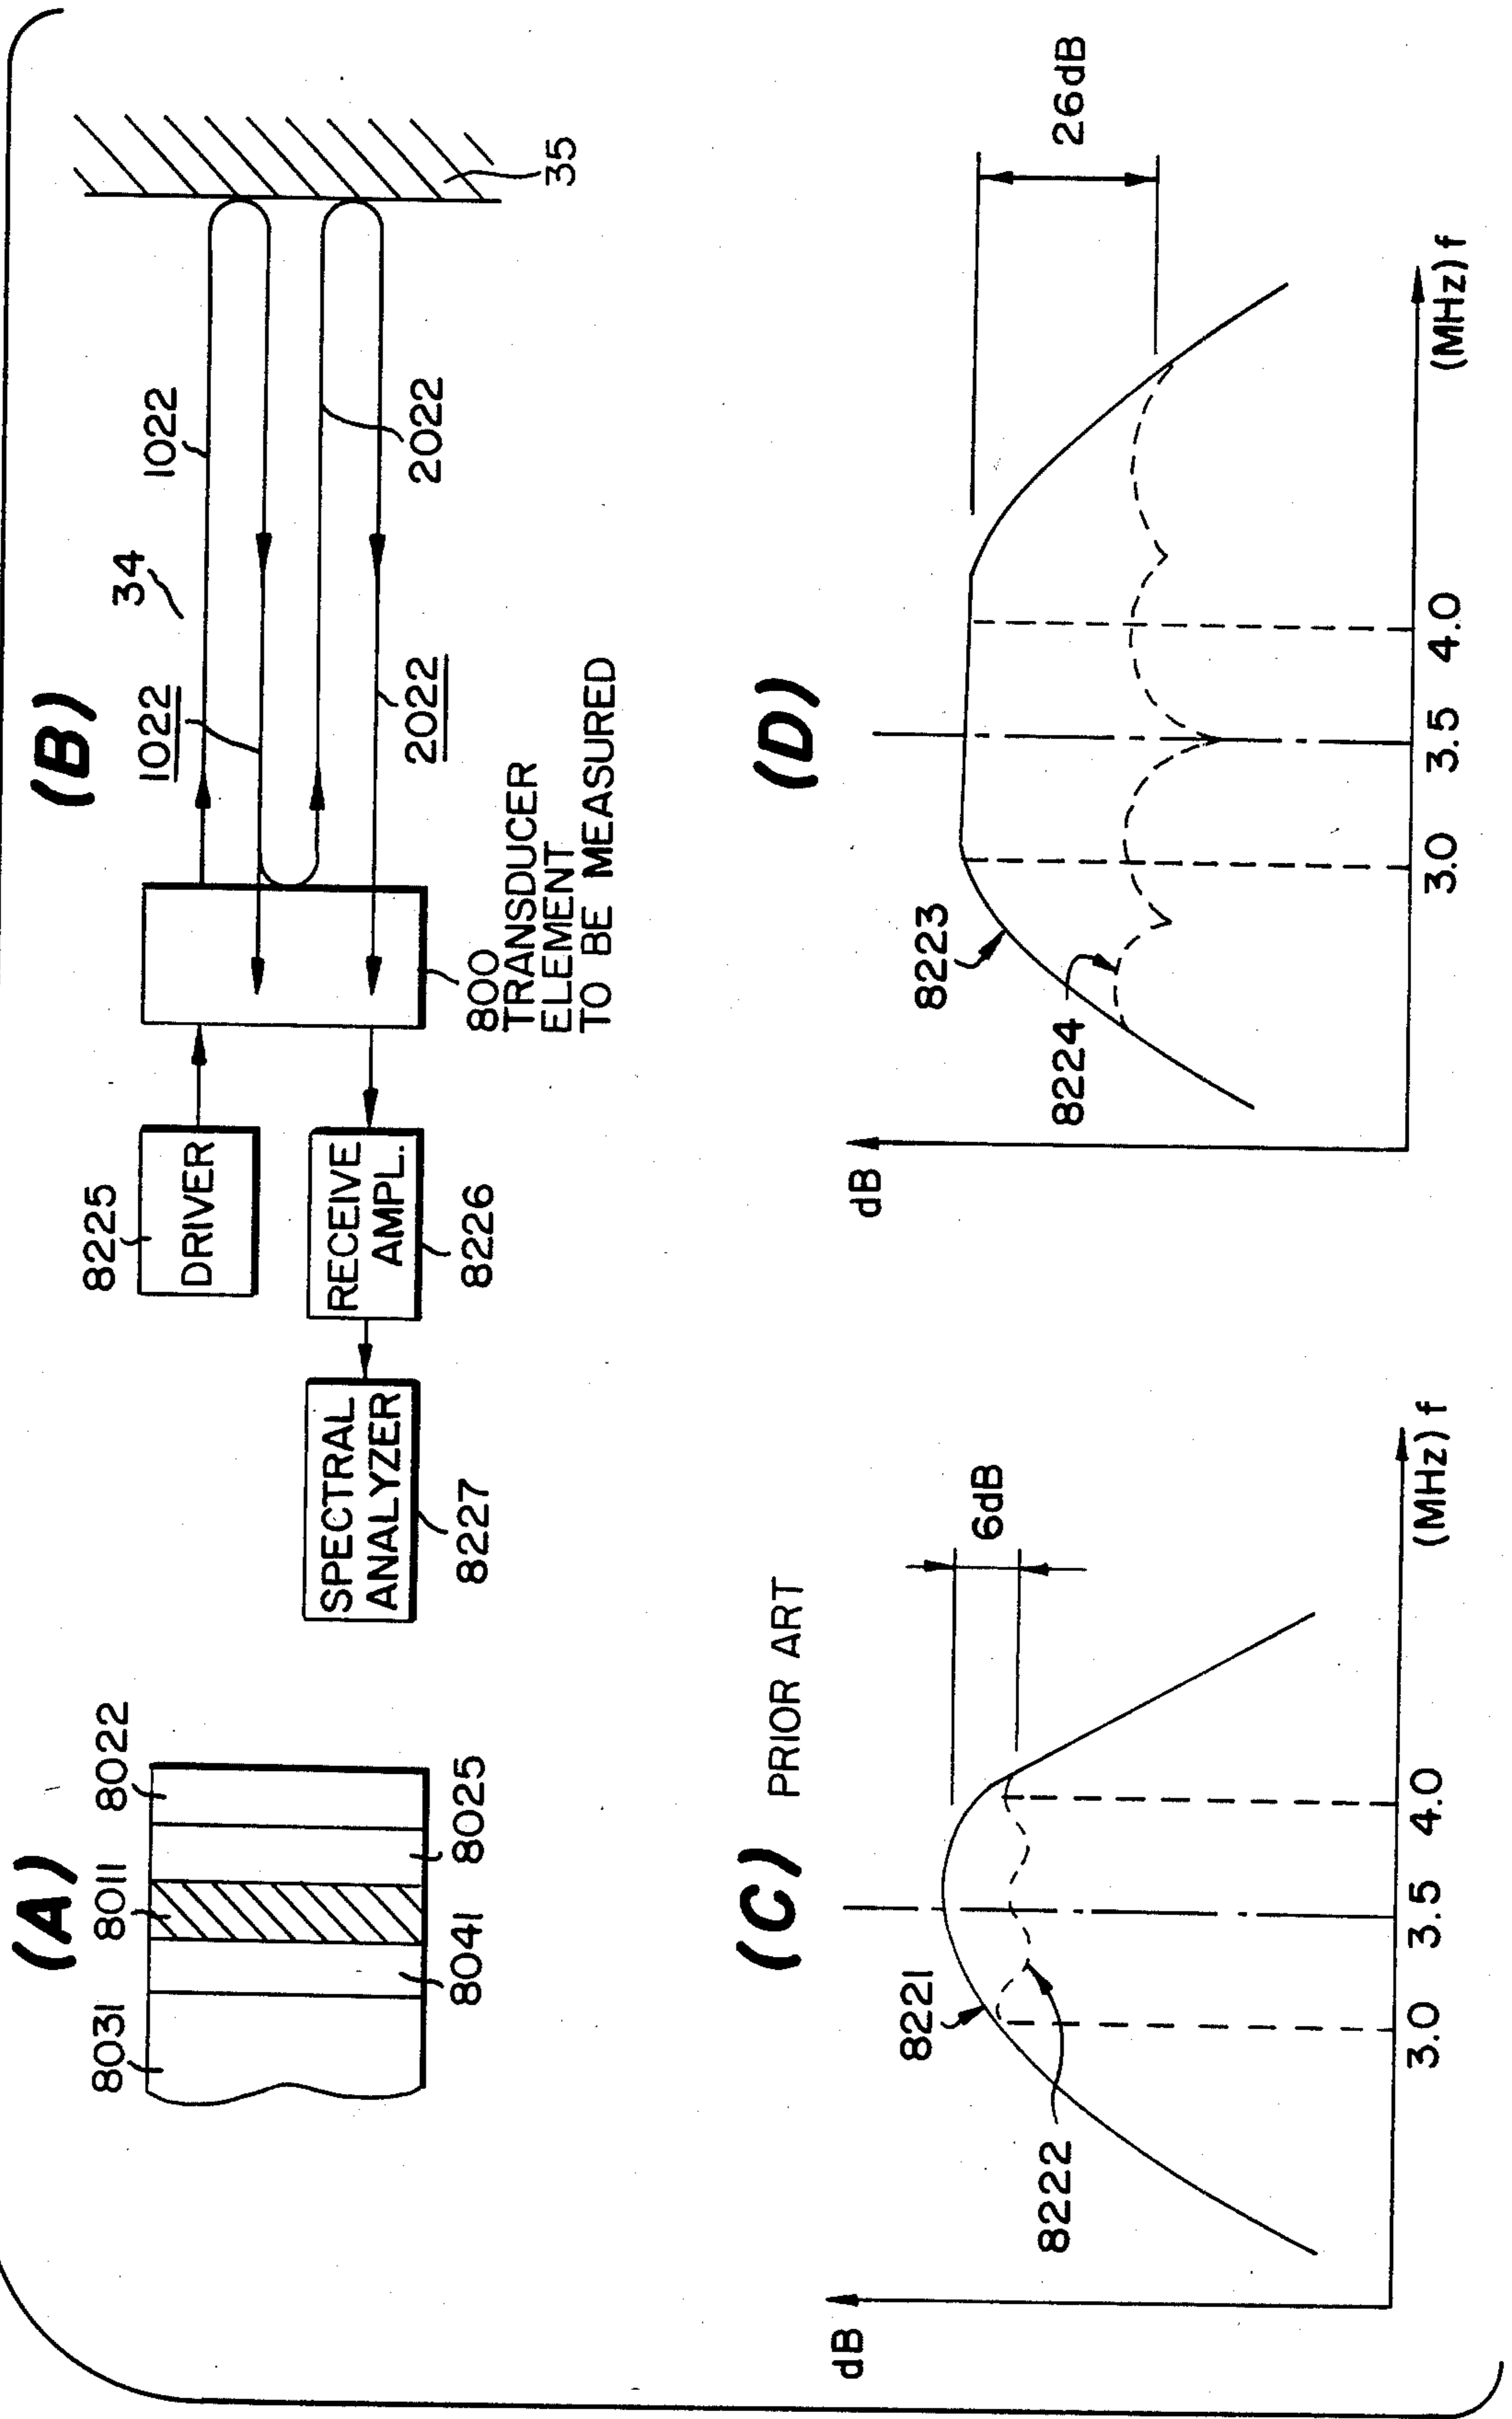 (A)
8031
8011
8022
8041
8025
(B)
8225
DRIVER
1022
34
1022
RECEIVE
AMPL.
8226
SPECTRAL
ANALYZER
8227
800
TRANSDUCER
ELEMENT
TO BE MEASURED
2022
2022
35
(C)
PRIOR ART
dB
8221
8222
6dB
3.0
3.5
4.0
(MHz) f
(D)
dB
8223
8224
26dB
3.0
3.5
4.0
(MHz) f